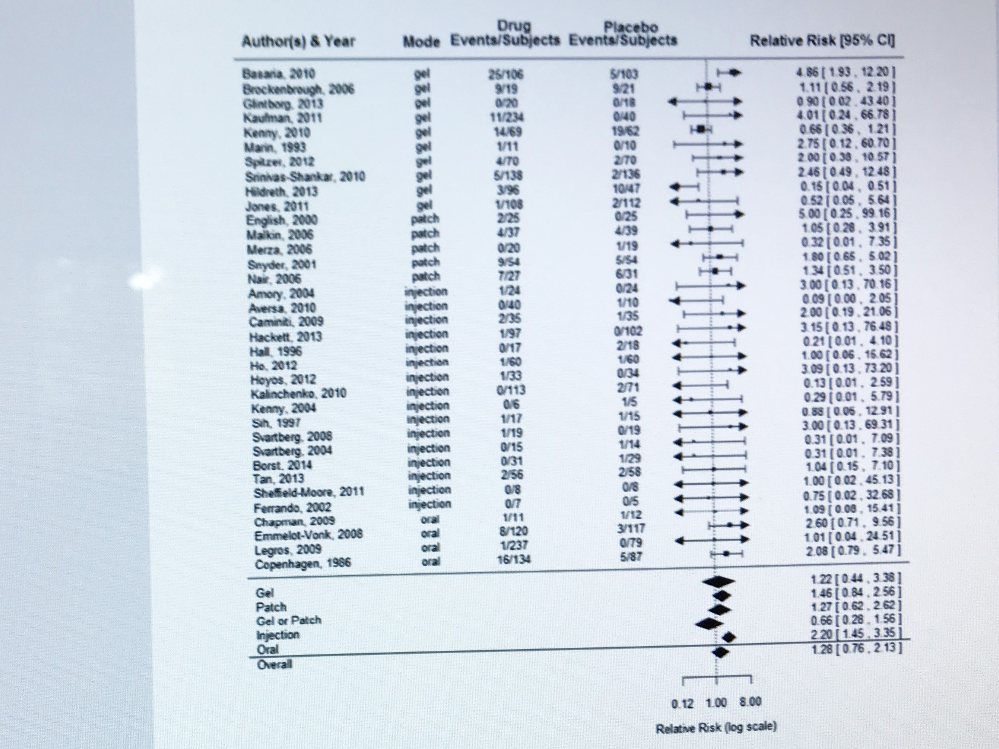 Drug Placebo
Author(s) & Year Mode Events/Subjects Events/Subjects Relative Risk [95% CI]
Basaria, 2010 gel 25/106 5/103 4.86 [ 1.93 , 12.20 ]
Brockenbrough, 2006 gel 9/19 9/21 1.11 [ 0.56 , 2.19 ]
Glintborg, 2013 gel 0/20 0/18 0.90 [ 0.02 , 43.40 ]
Kaufman, 2011 gel 11/234 0/40 4.01 [ 0.24 , 66.78 ]
Kenny, 2010 gel 14/69 19/62 0.66 [ 0.36 , 1.21 ]
Marin, 1993 gel 1/11 0/10 2.75 [ 0.12 , 60.70 ]
Spitzer, 2012 gel 4/70 2/70 2.00 [ 0.38 , 10.57 ]
Srinivas-Shankar, 2010 gel 5/138 2/136 2.46 [ 0.49 , 12.48 ]
Hildreth, 2013 gel 3/96 10/47 0.15 [ 0.04 , 0.51 ]
Jones, 2011 gel 1/108 2/112 0.52 [ 0.05 , 5.64 ]
English, 2000 patch 2/25 0/25 5.00 [ 0.25 , 99.16 ]
Malkin, 2006 patch 4/37 4/39 1.05 [ 0.28 , 3.91 ]
Merza, 2006 patch 0/20 1/19 0.32 [ 0.01 , 7.35 ]
Snyder, 2001 patch 9/54 5/54 1.80 [ 0.65 , 5.02 ]
Nair, 2006 patch 7/27 6/31 1.34 [ 0.51 , 3.50 ]
Amory, 2004 injection 1/24 0/24 3.00 [ 0.13 , 70.16 ]
Aversa, 2010 injection 0/40 1/10 0.09 [ 0.00 , 2.05 ]
Caminiti, 2009 injection 2/35 1/35 2.00 [ 0.19 , 21.06 ]
Hackett, 2013 injection 1/97 0/102 3.15 [ 0.13 , 76.48 ]
Hall, 1996 injection 0/17 2/18 0.21 [ 0.01 , 4.10 ]
Ho, 2012 injection 1/60 1/60 1.00 [ 0.06 , 15.62 ]
Hoyos, 2012 injection 1/33 0/34 3.09 [ 0.13 , 73.20 ]
Kalinchenko, 2010 injection 0/113 2/71 0.13 [ 0.01 , 2.59 ]
Kenny, 2004 injection 0/6 1/5 0.29 [ 0.01 , 5.79 ]
Sih, 1997 injection 1/17 1/15 0.88 [ 0.06 , 12.91 ]
Svartberg, 2008 injection 1/19 0/19 3.00 [ 0.13 , 69.31 ]
Svartberg, 2004 injection 0/15 1/14 0.31 [ 0.01 , 7.09 ]
Borst, 2014 injection 0/31 1/29 0.31 [ 0.01 , 7.38 ]
Tan, 2013 injection 2/56 2/58 1.04 [ 0.15 , 7.10 ]
Sheffield-Moore, 2011 injection 0/8 0/8 1.00 [ 0.02 , 45.13 ]
Ferrando, 2002 injection 0/7 0/5 0.75 [ 0.02 , 32.68 ]
Chapman, 2009 oral 1/11 1/12 1.09 [ 0.08 , 15.41 ]
Emmelot-Vonk, 2008 oral 8/120 3/117 2.60 [ 0.71 , 9.56 ]
Legros, 2009 oral 1/237 0/79 1.01 [ 0.04 , 24.51 ]
Copenhagen, 1986 oral 16/134 5/87 2.08 [ 0.79 , 5.47 ]
Gel 1.22 [ 0.44 , 3.38 ]
Patch 1.46 [ 0.84 , 2.56 ]
Gel or Patch 1.27 [ 0.62 , 2.62 ]
Injection 0.66 [ 0.28 , 1.56 ]
Oral 2.20 [ 1.45 , 3.35 ]
Overall 1.28 [ 0.76 , 2.13 ]
0.12 1.00 8.00
Relative Risk (log scale)